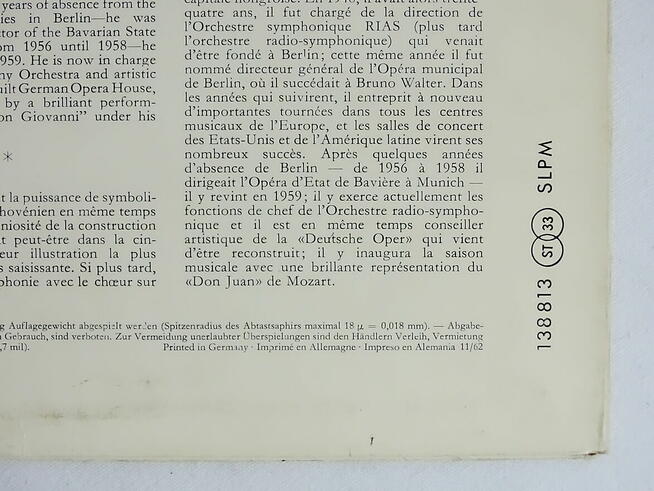 years of absence from the
ies in Berlin—he was
ctor of the Bavarian State
om 1956 until 1958—he
959. He is now in charge
ny Orchestra and artistic
uilt German Opera House,
by a brilliant perform-
on Giovanni” under his
*
t la puissance de symboli-
hovénien en même temps
niosité de la construction
t peut-être dans la cin-
eur illustration la plus
s saisissante. Si plus tard,
phonie avec le chœur sur
quatre ans, il fut chargé de la direction de
l'Orchestre symphonique RIAS (plus tard
l'orchestre radio-symphonique) qui venait
d'être fondé à Berlin; cette même année il fut
nommé directeur général de l'Opéra municipal
de Berlin, où il succédait à Bruno Walter. Dans
les années qui suivirent, il entreprit à nouveau
d'importantes tournées dans tous les centres
musicaux de l'Europe, et les salles de concert
des Etats-Unis et de l'Amérique latine virent ses
nombreux succès. Après quelques années
d'absence de Berlin — de 1956 à 1958 il
dirigeait l'Opéra d'Etat de Bavière à Munich —
il y revint en 1959; il y exerce actuellement les
fonctions de chef de l'Orchestre radio-sympho-
nique et il est en même temps conseiller
artistique de la «Deutsche Oper» qui vient
d'être reconstruit; il y inaugura la saison
musicale avec une brillante représentation du
«Don Juan» de Mozart.
g Auflagegewicht abgespielt werden (Spitzenradius des Abtastsaphirs maximal 18 µ = 0,018 mm). — Abgabe-
n Gebrauch, sind verboten. Zur Vermeidung unerlaubter Überspielungen sind den Händlern Verleih, Vermietung
,7 mil). Printed in Germany · Imprimé en Allemagne · Impreso en Alemania 11/62
138 813 ST 33 SLPM